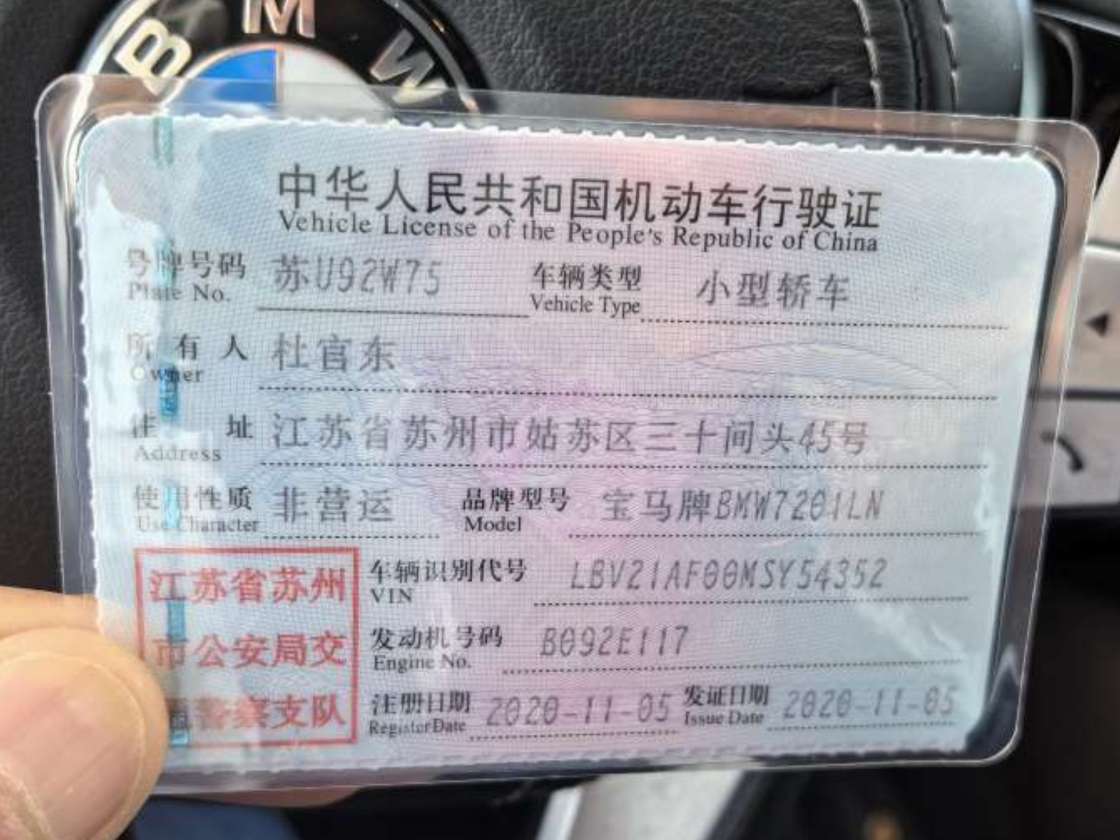 BMW
中华人民共和国机动车行驶证
Vehicle License of the People's Republic of China
号牌号码 苏U92W75 车辆类型 小型轿车
Plate No. Vehicle Type
所有人 杜官东
Owner
住址 江苏省苏州市姑苏区三十间头45号
Address
使用性质 非营运 品牌型号 宝马牌BMW7201LN
Use Character Model
江苏省苏州
市公安局交
警察支队
车辆识别代号 LBV21AF00MSY54352
VIN
发动机号码 B092E117
Engine No.
注册日期 2020-11-05 发证日期 2020-11-05
Register Date Issue Date